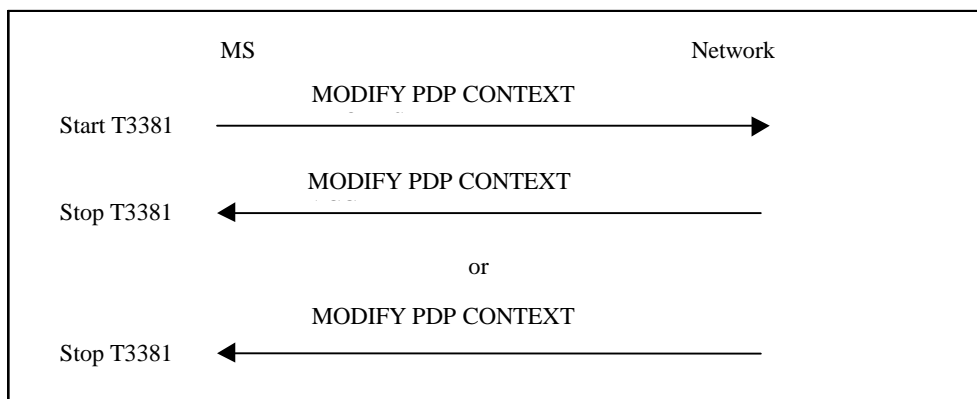 MS Network
MODIFY PDP CONTEXT
Start T3381
MODIFY PDP CONTEXT
Stop T3381
or
MODIFY PDP CONTEXT
Stop T3381